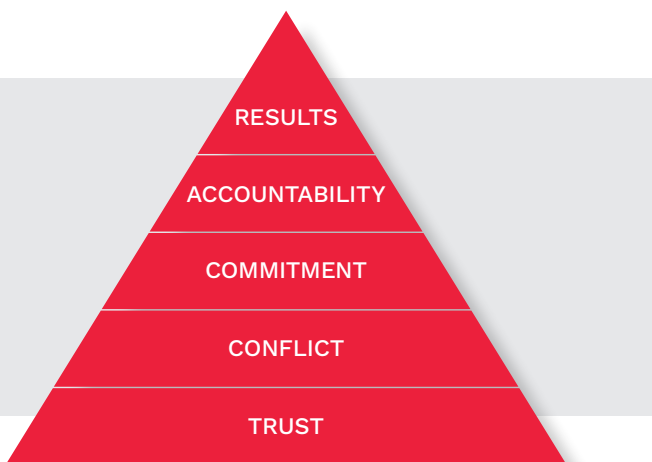 RESULTS
ACCOUNTABILITY
COMMITMENT
CONFLICT
TRUST